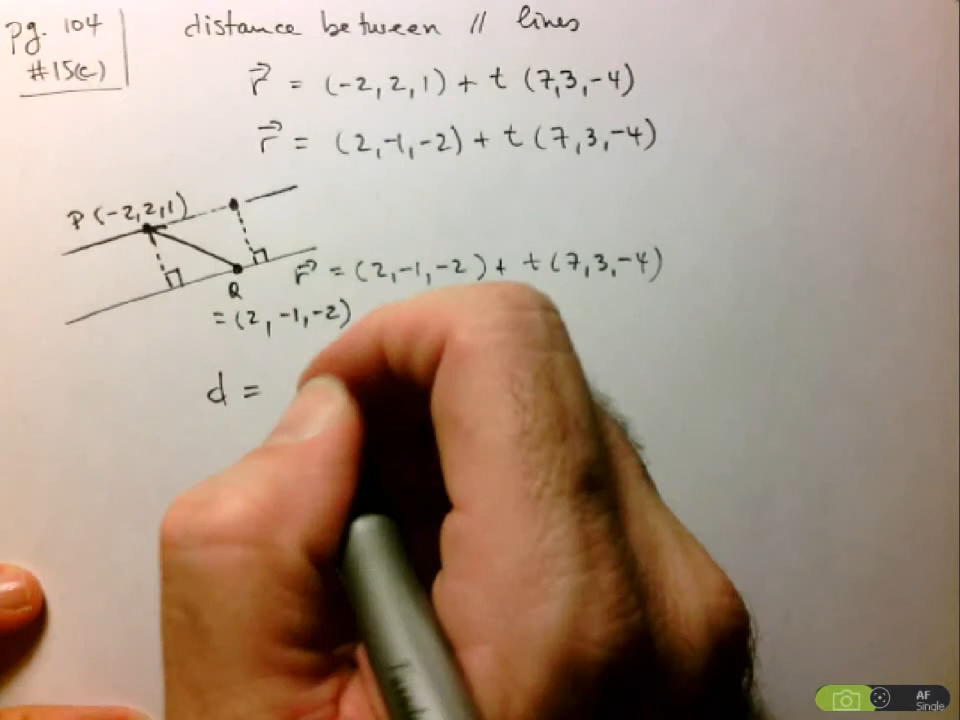 pg. 104
#15(c)
distance between // lines
r⃗ = (-2, 2, 1) + t (7, 3, -4)
r⃗ = (2, -1, -2) + t (7, 3, -4)
P (-2, 2, 1)
r⃗ = (2, -1, -2) + t (7, 3, -4)
Q
= (2, -1, -2)
d =
AF
Single